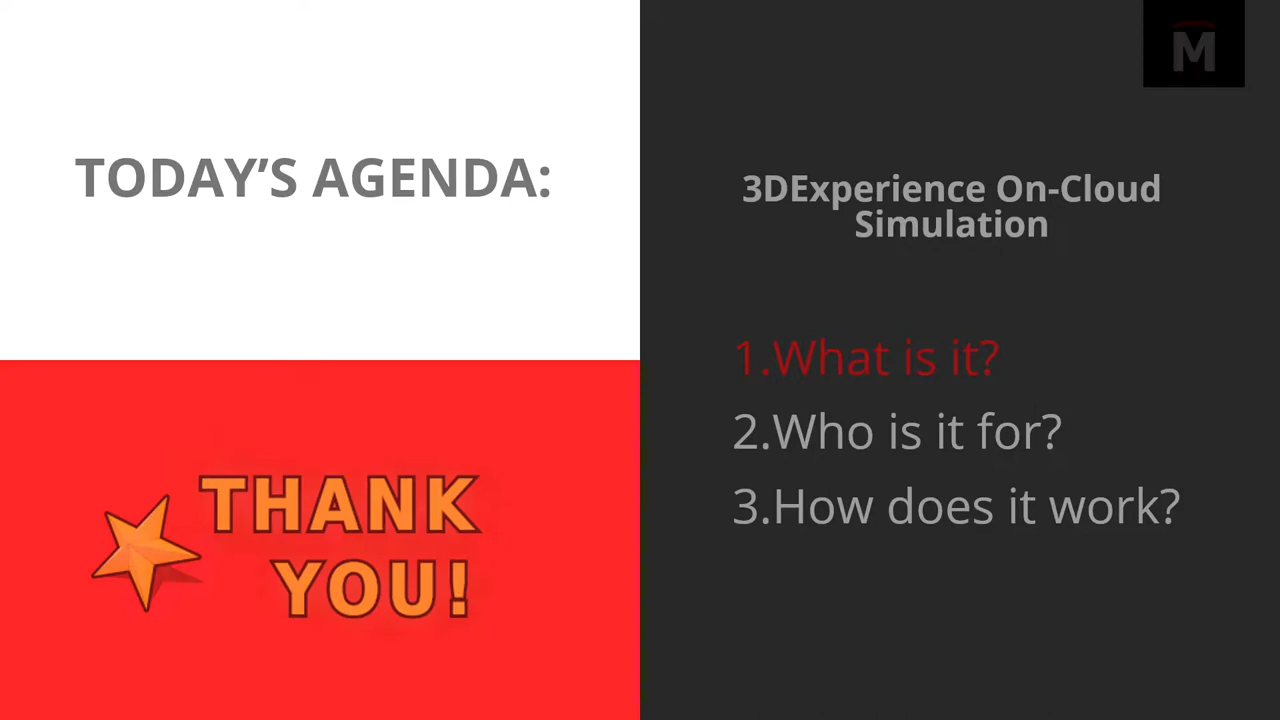 TODAY’S AGENDA:
THANK
YOU!
M
3DExperience On-Cloud
Simulation
1.What is it?
2.Who is it for?
3.How does it work?